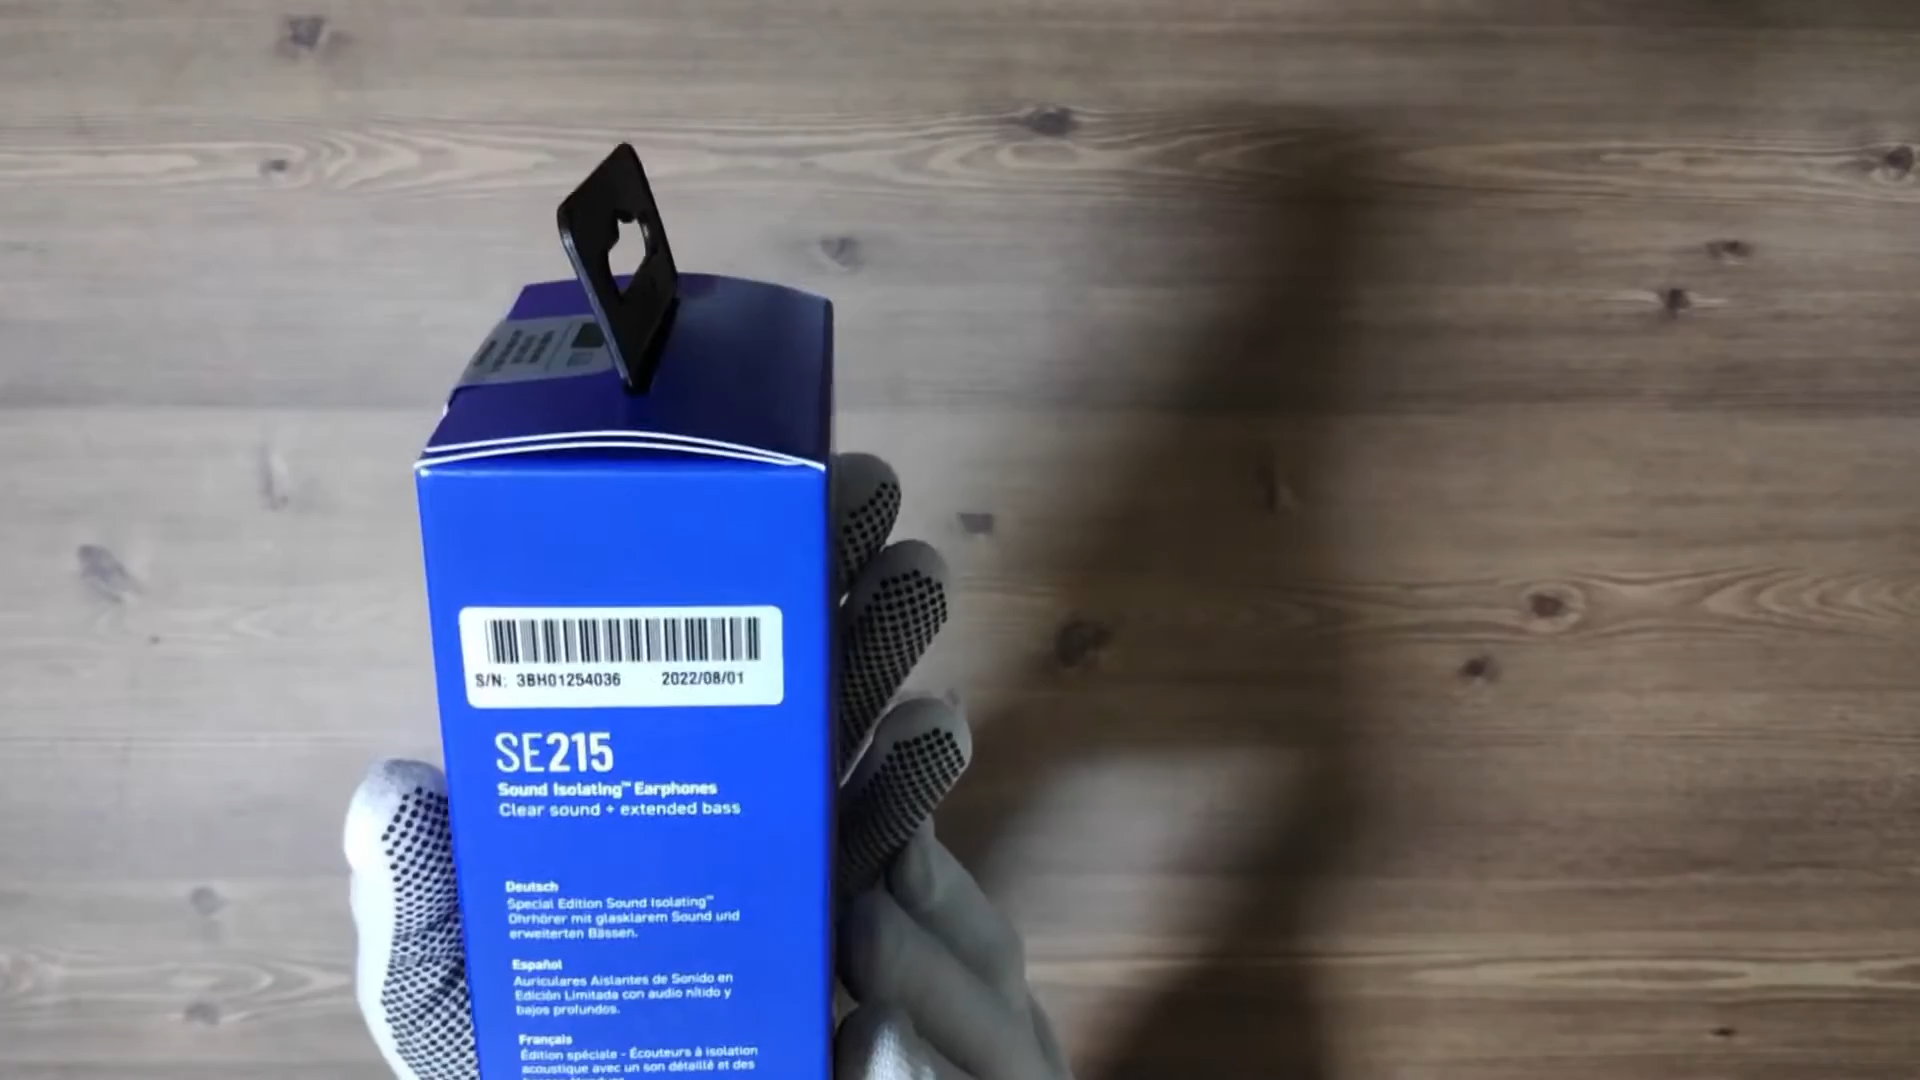 S/N: 3BH01254036 2022/08/01
SE215
Sound Isolating™ Earphones
Clear sound + extended bass
Deutsch
Special Edition Sound Isolating™
Ohrhörer mit glasklarem Sound und
erweiterten Bässen.
Español
Auriculares Aislantes de Sonido en
Edición Limitada con audio nítido y
bajos profundos.
Français
Édition spéciale - Écouteurs à isolation
acoustique avec un son détaillé et des